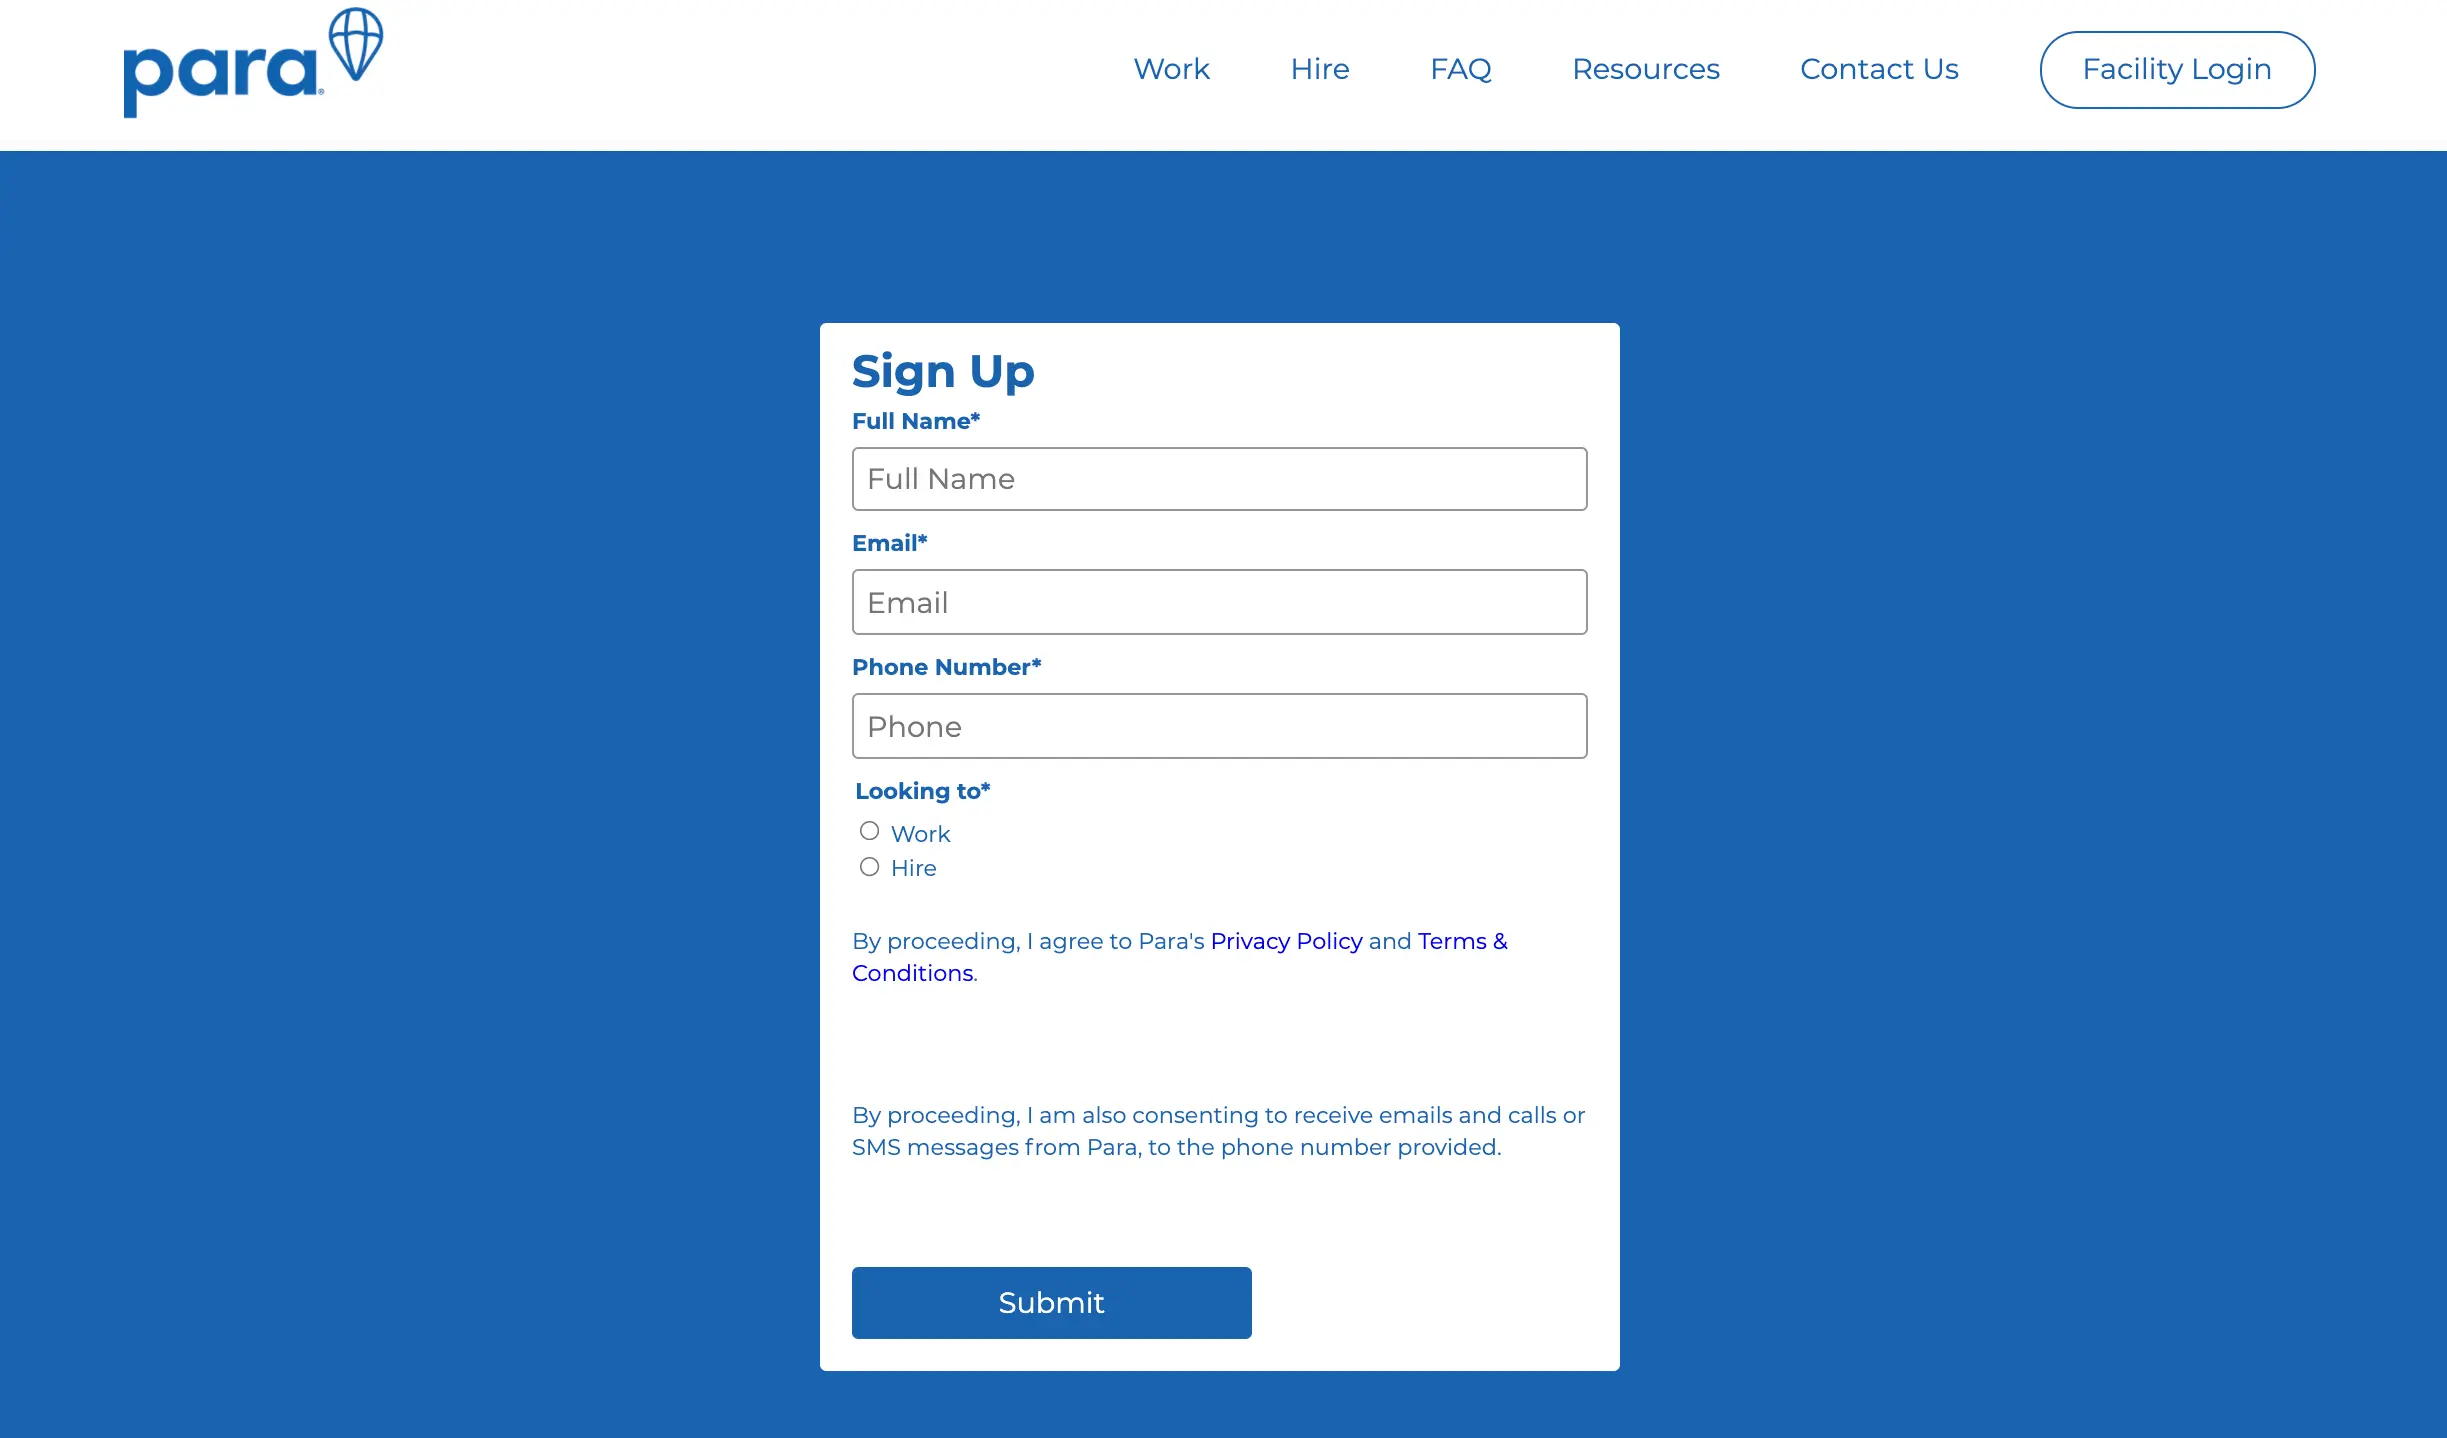 para®
Work
Hire
FAQ
Resources
Contact Us
Facility Login
Sign Up
Full Name*
Full Name
Email*
Email
Phone Number*
Phone
Looking to*
Work
Hire
By proceeding, I agree to Para's Privacy Policy and Terms &
Conditions.
By proceeding, I am also consenting to receive emails and calls or
SMS messages from Para, to the phone number provided.
Submit